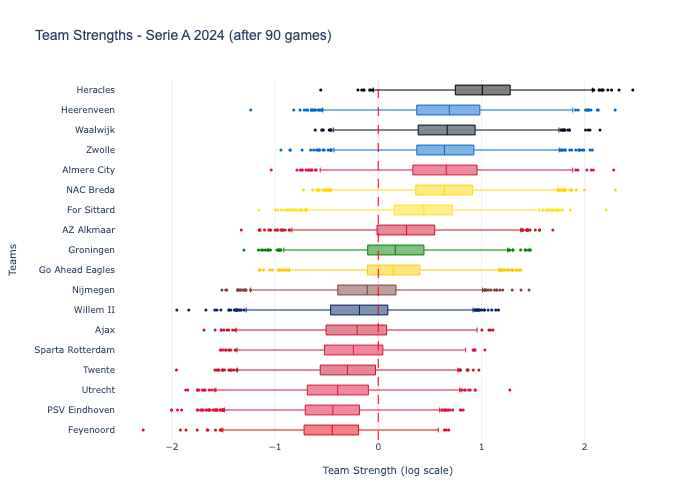 Team Strengths - Serie A 2024 (after 90 games)
Heracles
Heerenveen
Waalwijk
Zwolle
Almere City
NAC Breda
For Sittard
AZ Alkmaar
Groningen
Go Ahead Eagles
Nijmegen
Willem II
Ajax
Sparta Rotterdam
Twente
Utrecht
PSV Eindhoven
Feyenoord
Teams
−2 −1 0 1 2
Team Strength (log scale)